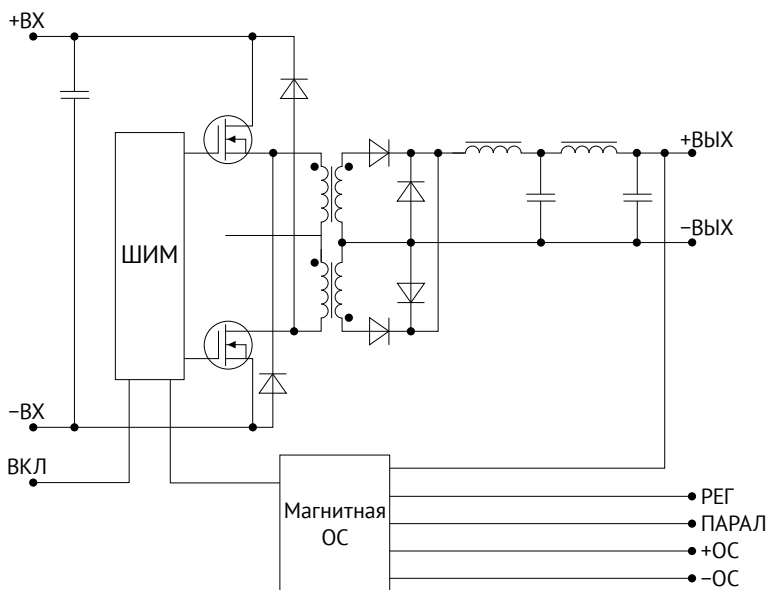 +ВХ
+ВЫХ
−ВЫХ
ШИМ
−ВХ
ВКЛ
Магнитная
ОС
РЕГ
ПАРАЛ
+ОС
−ОС